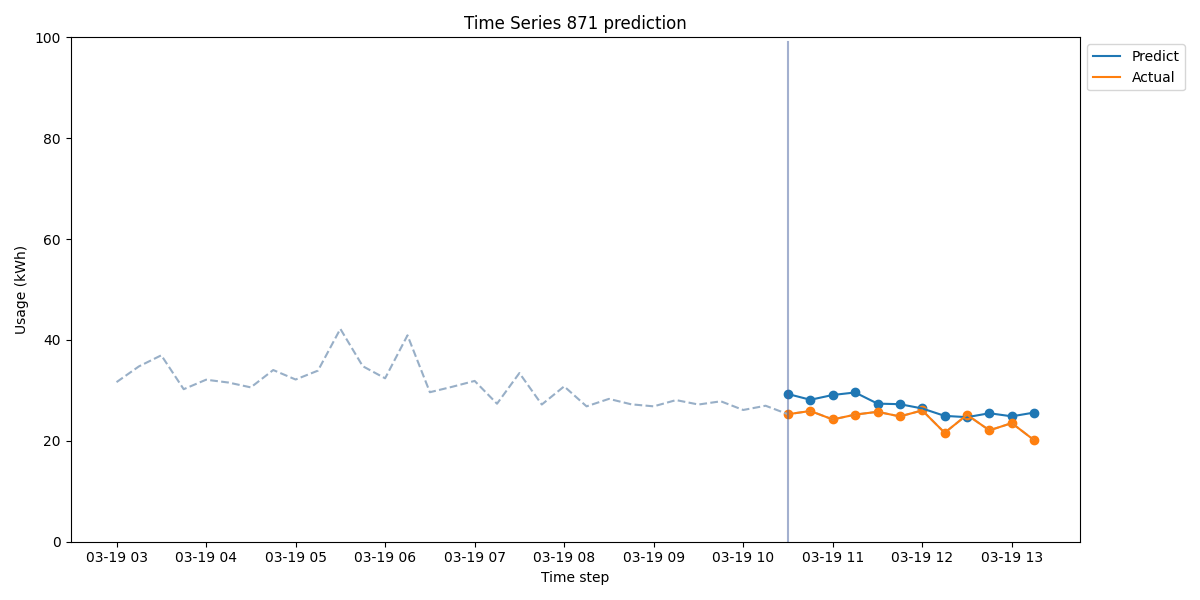 Time Series 871 prediction
Predict
Actual
Usage (kWh)
100
80
60
40
20
0
03-19 03 03-19 04 03-19 05 03-19 06 03-19 07 03-19 08 03-19 09 03-19 10 03-19 11 03-19 12 03-19 13
Time step